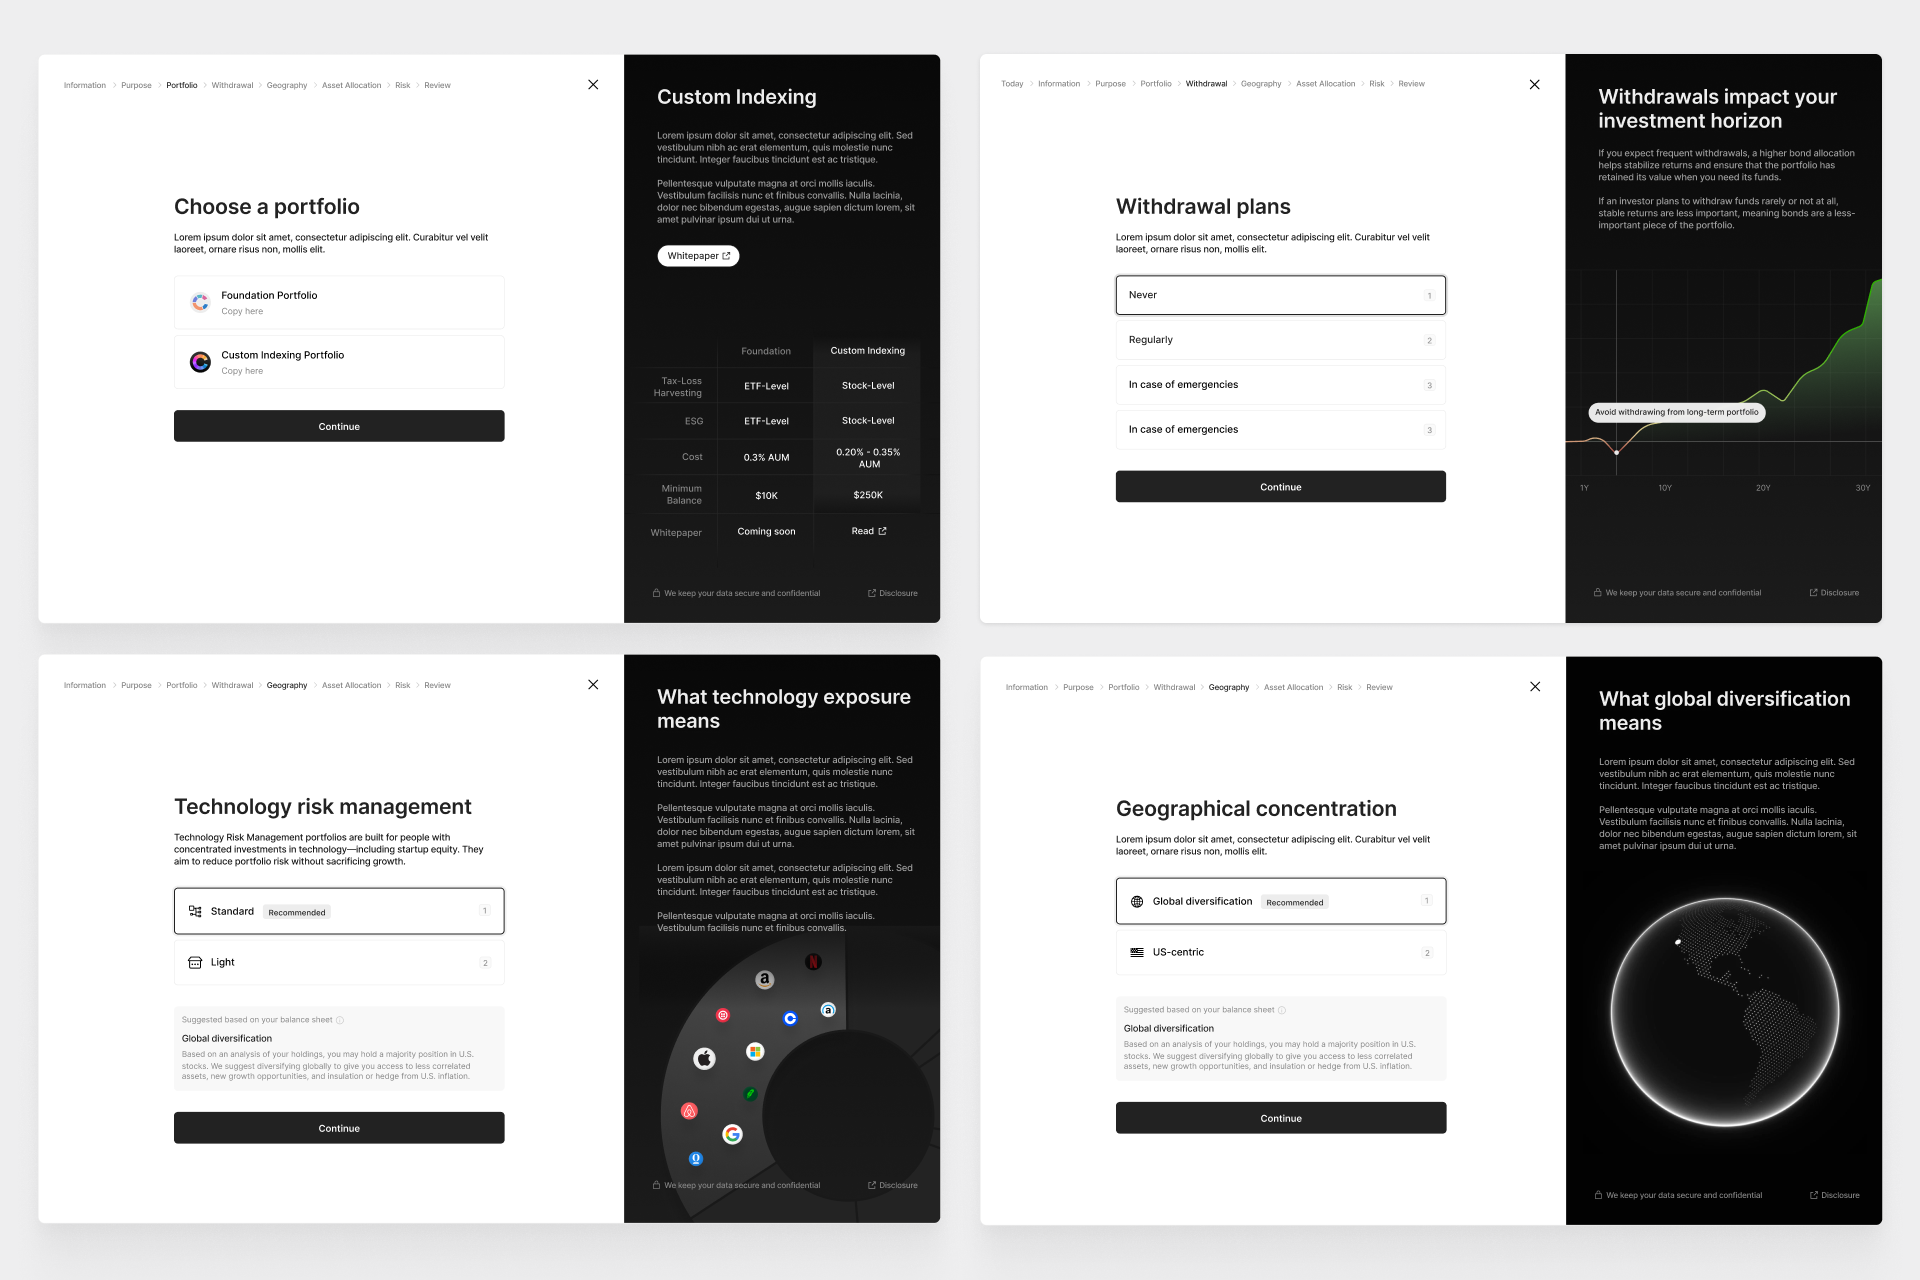 Information > Purpose > Portfolio > Withdrawal > Geography > Asset Allocation > Risk > Review
Choose a portfolio
Lorem ipsum dolor sit amet, consectetur adipiscing elit. Curabitur vel velit
laoreet, ornare risus non, mollis elit.
Foundation Portfolio
Copy here
Custom Indexing Portfolio
Copy here
Continue
Custom Indexing
Lorem ipsum dolor sit amet, consectetur adipiscing elit. Sed
vestibulum nibh ac erat elementum, quis molestie nunc
tincidunt. Integer faucibus tincidunt est ac tristique.
Pellentesque vulputate magna at orci mollis iaculis.
Vestibulum facilisis nunc et finibus convallis. Nulla lacinia,
dolor nec bibendum egestas, augue sapien dictum lorem, sit
amet pulvinar ipsum dui ut urna.
Whitepaper
Foundation Custom Indexing
Tax-Loss
Harvesting
ETF-Level Stock-Level
ESG ETF-Level Stock-Level
Cost 0.3% AUM 0.20% - 0.35%
AUM
Minimum
Balance
$10K $250K
Whitepaper Coming soon Read
We keep your data secure and confidential Disclosure
Today > Information > Purpose > Portfolio > Withdrawal > Geography > Asset Allocation > Risk > Review
Withdrawal plans
Lorem ipsum dolor sit amet, consectetur adipiscing elit. Curabitur vel velit
laoreet, ornare risus non, mollis elit.
Never 1
Regularly 2
In case of emergencies 3
In case of emergencies 3
Continue
Withdrawals impact your
investment horizon
If you expect frequent withdrawals, a higher bond allocation
helps stabilize returns and ensure that the portfolio has
retained its value when you need its funds.
If an investor plans to withdraw funds rarely or not at all,
stable returns are less important, meaning bonds are a less-
important piece of the portfolio.
Avoid withdrawing from long-term portfolio
1Y 10Y 20Y 30Y
We keep your data secure and confidential Disclosure
Information > Purpose > Portfolio > Withdrawal > Geography > Asset Allocation > Risk > Review
Technology risk management
Technology Risk Management portfolios are built for people with
concentrated investments in technology—including startup equity. They
aim to reduce portfolio risk without sacrificing growth.
Standard Recommended 1
Light 2
Suggested based on your balance sheet
Global diversification
Based on an analysis of your holdings, you may hold a majority position in U.S.
stocks. We suggest diversifying globally to give you access to less correlated
assets, new growth opportunities, and insulation or hedge from U.S. inflation.
Continue
What technology exposure
means
Lorem ipsum dolor sit amet, consectetur adipiscing elit. Sed
vestibulum nibh ac erat elementum, quis molestie nunc
tincidunt. Integer faucibus tincidunt est ac tristique.
Pellentesque vulputate magna at orci mollis iaculis.
Vestibulum facilisis nunc et finibus convallis. Nulla lacinia,
dolor nec bibendum egestas, augue sapien dictum lorem, sit
amet pulvinar ipsum dui ut urna.
Lorem ipsum dolor sit amet, consectetur adipiscing elit. Sed
vestibulum nibh ac erat elementum, quis molestie nunc
tincidunt. Integer faucibus tincidunt est ac tristique.
Pellentesque vulputate magna at orci mollis iaculis.
Vestibulum facilisis nunc et finibus convallis.
We keep your data secure and confidential Disclosure
Information > Purpose > Portfolio > Withdrawal > Geography > Asset Allocation > Risk > Review
Geographical concentration
Lorem ipsum dolor sit amet, consectetur adipiscing elit. Curabitur vel velit
laoreet, ornare risus non, mollis elit.
Global diversification Recommended 1
US-centric 2
Suggested based on your balance sheet
Global diversification
Based on an analysis of your holdings, you may hold a majority position in U.S.
stocks. We suggest diversifying globally to give you access to less correlated
assets, new growth opportunities, and insulation or hedge from U.S. inflation.
Continue
What global diversification
means
Lorem ipsum dolor sit amet, consectetur adipiscing elit. Sed
vestibulum nibh ac erat elementum, quis molestie nunc
tincidunt. Integer faucibus tincidunt est ac tristique.
Pellentesque vulputate magna at orci mollis iaculis.
Vestibulum facilisis nunc et finibus convallis. Nulla lacinia,
dolor nec bibendum egestas, augue sapien dictum lorem, sit
amet pulvinar ipsum dui ut urna.
We keep your data secure and confidential Disclosure